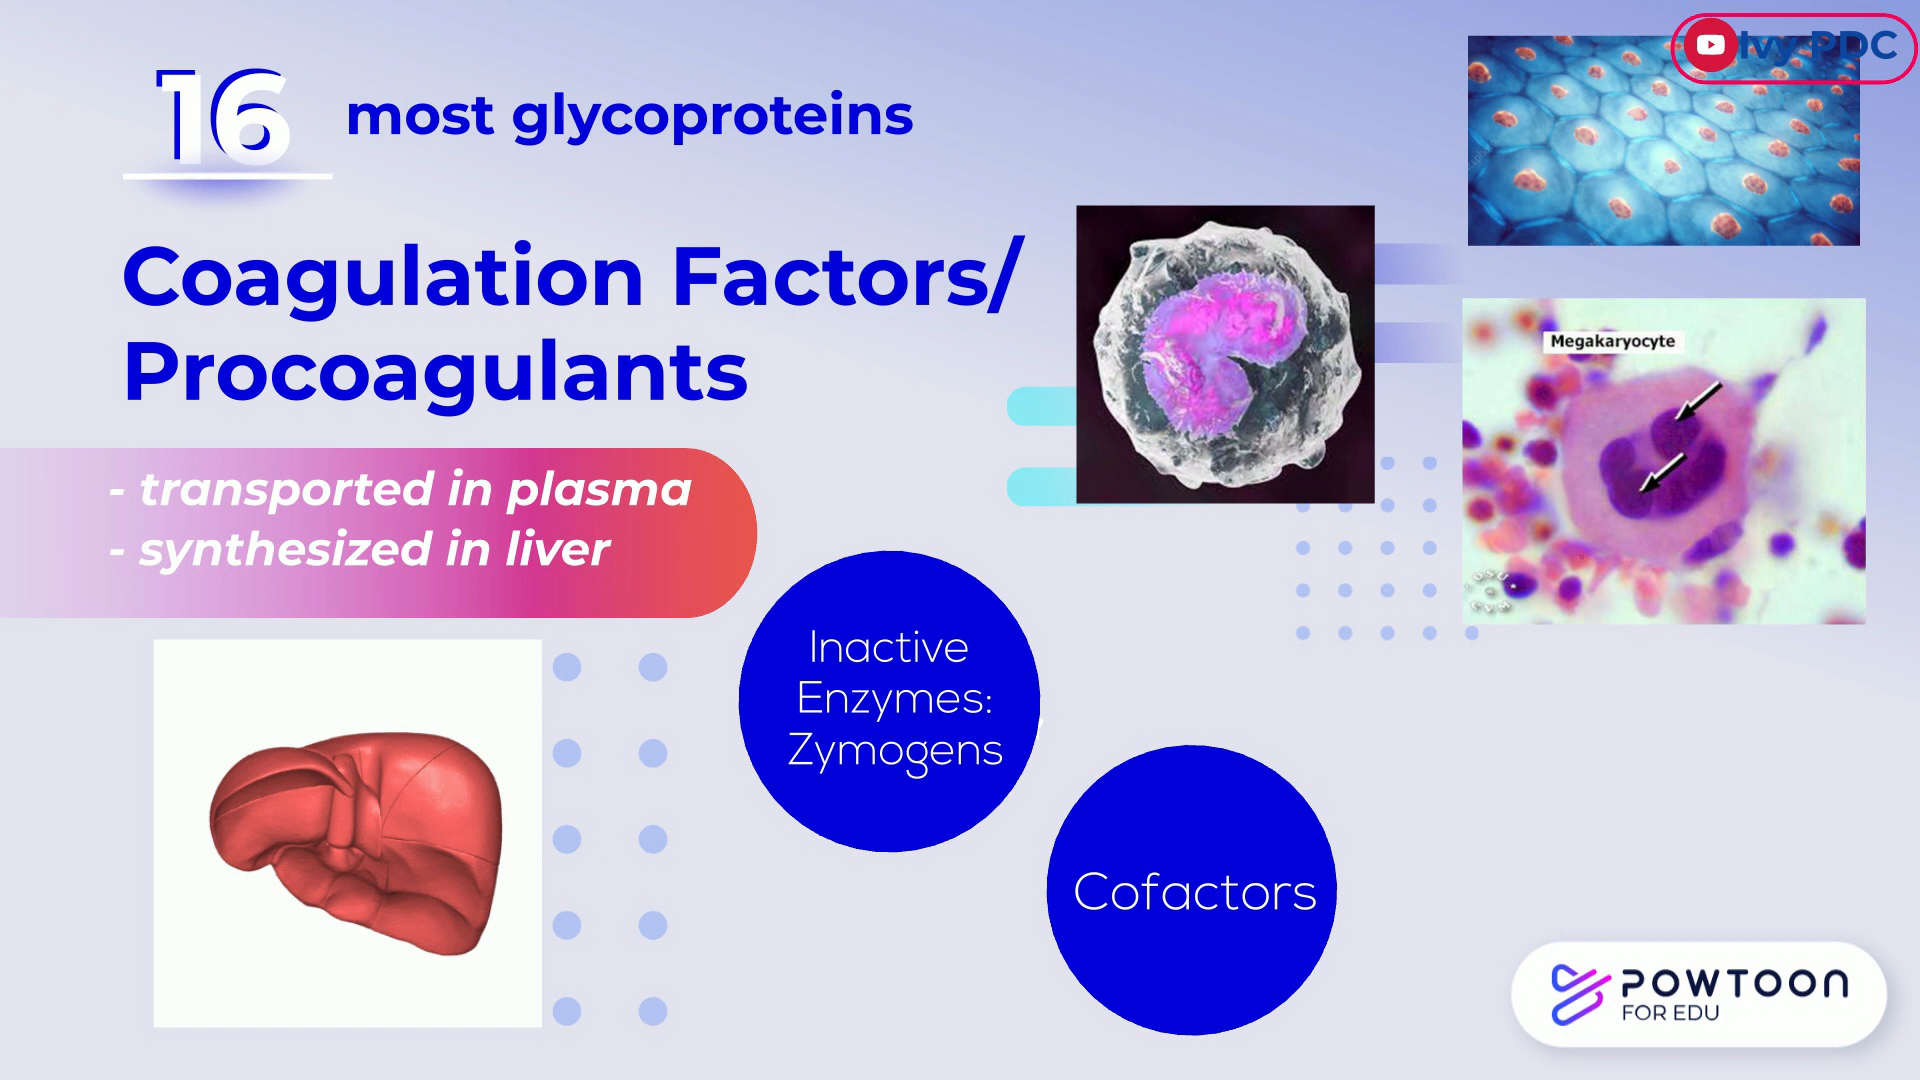 16 most glycoproteins
Coagulation Factors/
Procoagulants
- transported in plasma
- synthesized in liver
Inactive
Enzymes:
Zymogens
Cofactors
Megakaryocyte
Ivy PDC
POWTOON
FOR EDU